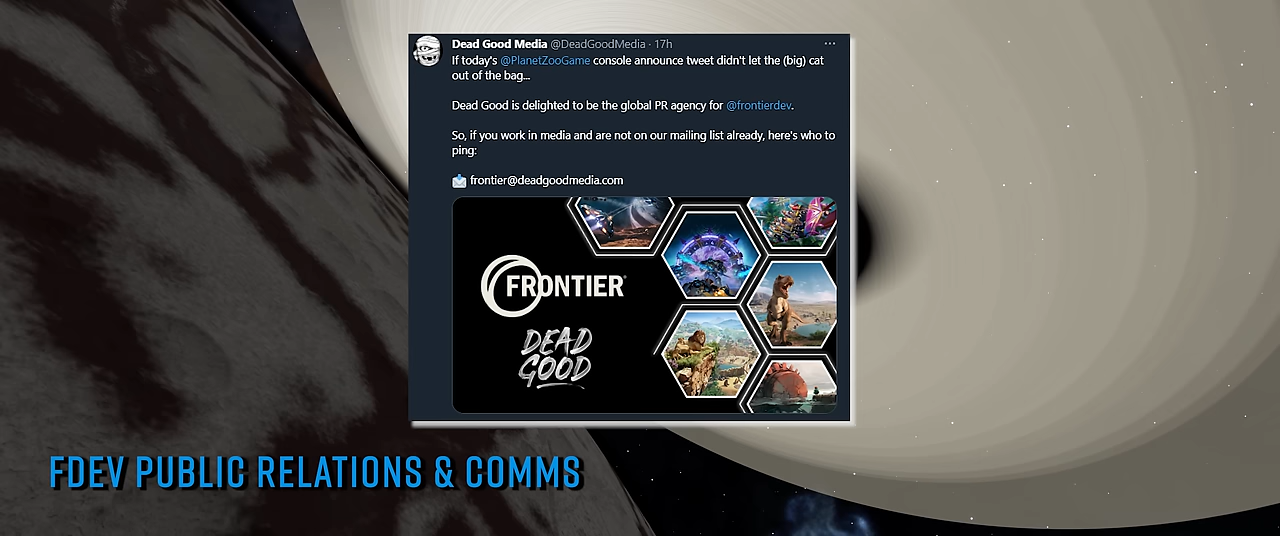 Dead Good Media @DeadGoodMedia · 17h
If today's @PlanetZooGame console announce tweet didn't let the (big) cat
out of the bag...
Dead Good is delighted to be the global PR agency for @frontierdev.
So, if you work in media and are not on our mailing list already, here's who to
ping:
frontier@deadgoodmedia.com
FRONTIER
DEAD
GOOD
FDEV PUBLIC RELATIONS & COMMS